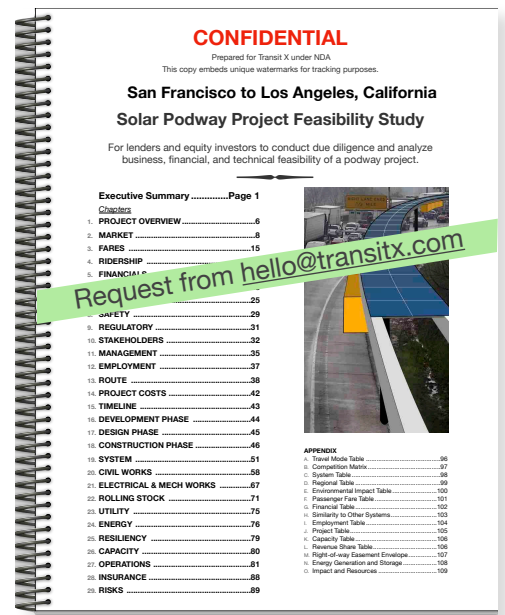 CONFIDENTIAL
Prepared for Transit X under NDA
This copy embeds unique watermarks for tracking purposes.
San Francisco to Los Angeles, California
Solar Podway Project Feasibility Study
For lenders and equity investors to conduct due diligence and analyze
business, financial, and technical feasibility of a podway project.
Executive Summary ..............Page 1
Chapters
1. PROJECT OVERVIEW ....................................6
2. MARKET ....................................8
3. FARES ....................................15
4. RIDERSHIP
5. FINANCIALS
Request from hello@transitx.com
25
8. SAFETY ....................................29
9. REGULATORY ....................................31
10. STAKEHOLDERS ....................................32
11. MANAGEMENT ....................................35
12. EMPLOYMENT ....................................37
13. ROUTE ....................................38
14. PROJECT COSTS ....................................42
15. TIMELINE ....................................43
16. DEVELOPMENT PHASE ....................................44
17. DESIGN PHASE ....................................45
18. CONSTRUCTION PHASE ....................................46
19. SYSTEM ....................................51
20. CIVIL WORKS ....................................58
21. ELECTRICAL & MECH WORKS ..............67
22. ROLLING STOCK ....................................71
23. UTILITY ....................................75
24. ENERGY ....................................76
25. RESILIENCY ....................................79
26. CAPACITY ....................................80
27. OPERATIONS ....................................81
28. INSURANCE ....................................88
29. RISKS ....................................89
APPENDIX
A. Travel Mode Table ....................................96
B. Competition Matrix ....................................97
C. System Table ....................................98
D. Regional Table ....................................99
E. Environmental Impact Table ......................100
F. Passenger Fare Table ......................101
G. Financial Table ....................................102
H. Similarity to Other Systems ......................103
I. Employment Table ....................................104
J. Project Table ....................................105
K. Capacity Table ....................................106
L. Revenue Share Table ......................106
M. Right-of-way Easement Envelope ..........107
N. Energy Generation and Storage ..........108
O. Impact and Resources ......................109